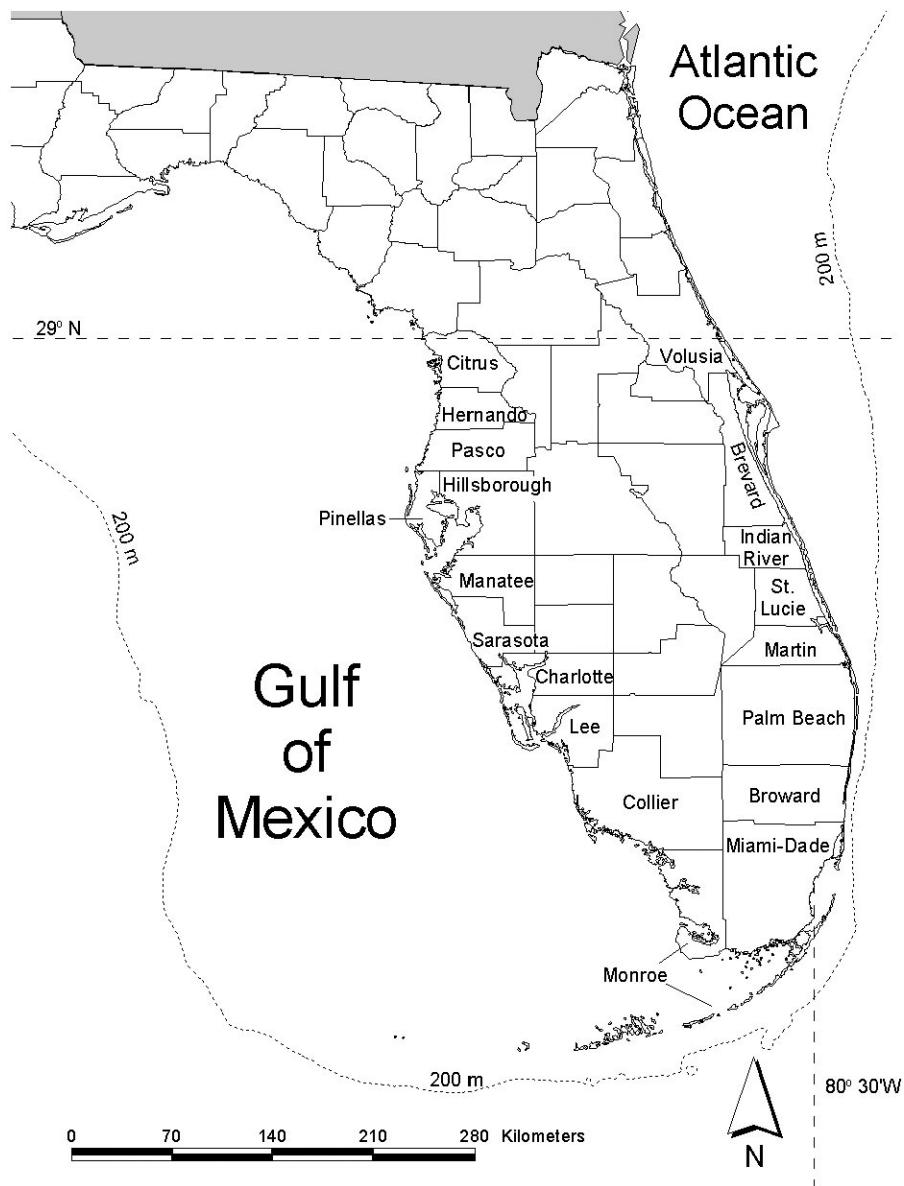 Atlantic
Ocean
200 m
29° N
Citrus
Volusia
Hernando
Pasco
Brevard
Hillsborough
Pinellas
200 m
Indian
River
Manatee
St.
Lucie
Sarasota
Martin
Charlotte
Gulf
of
Mexico
Lee
Palm Beach
Collier
Broward
Miami-Dade
Monroe
200 m
80° 30'W
0 70 140 210 280 Kilometers
N